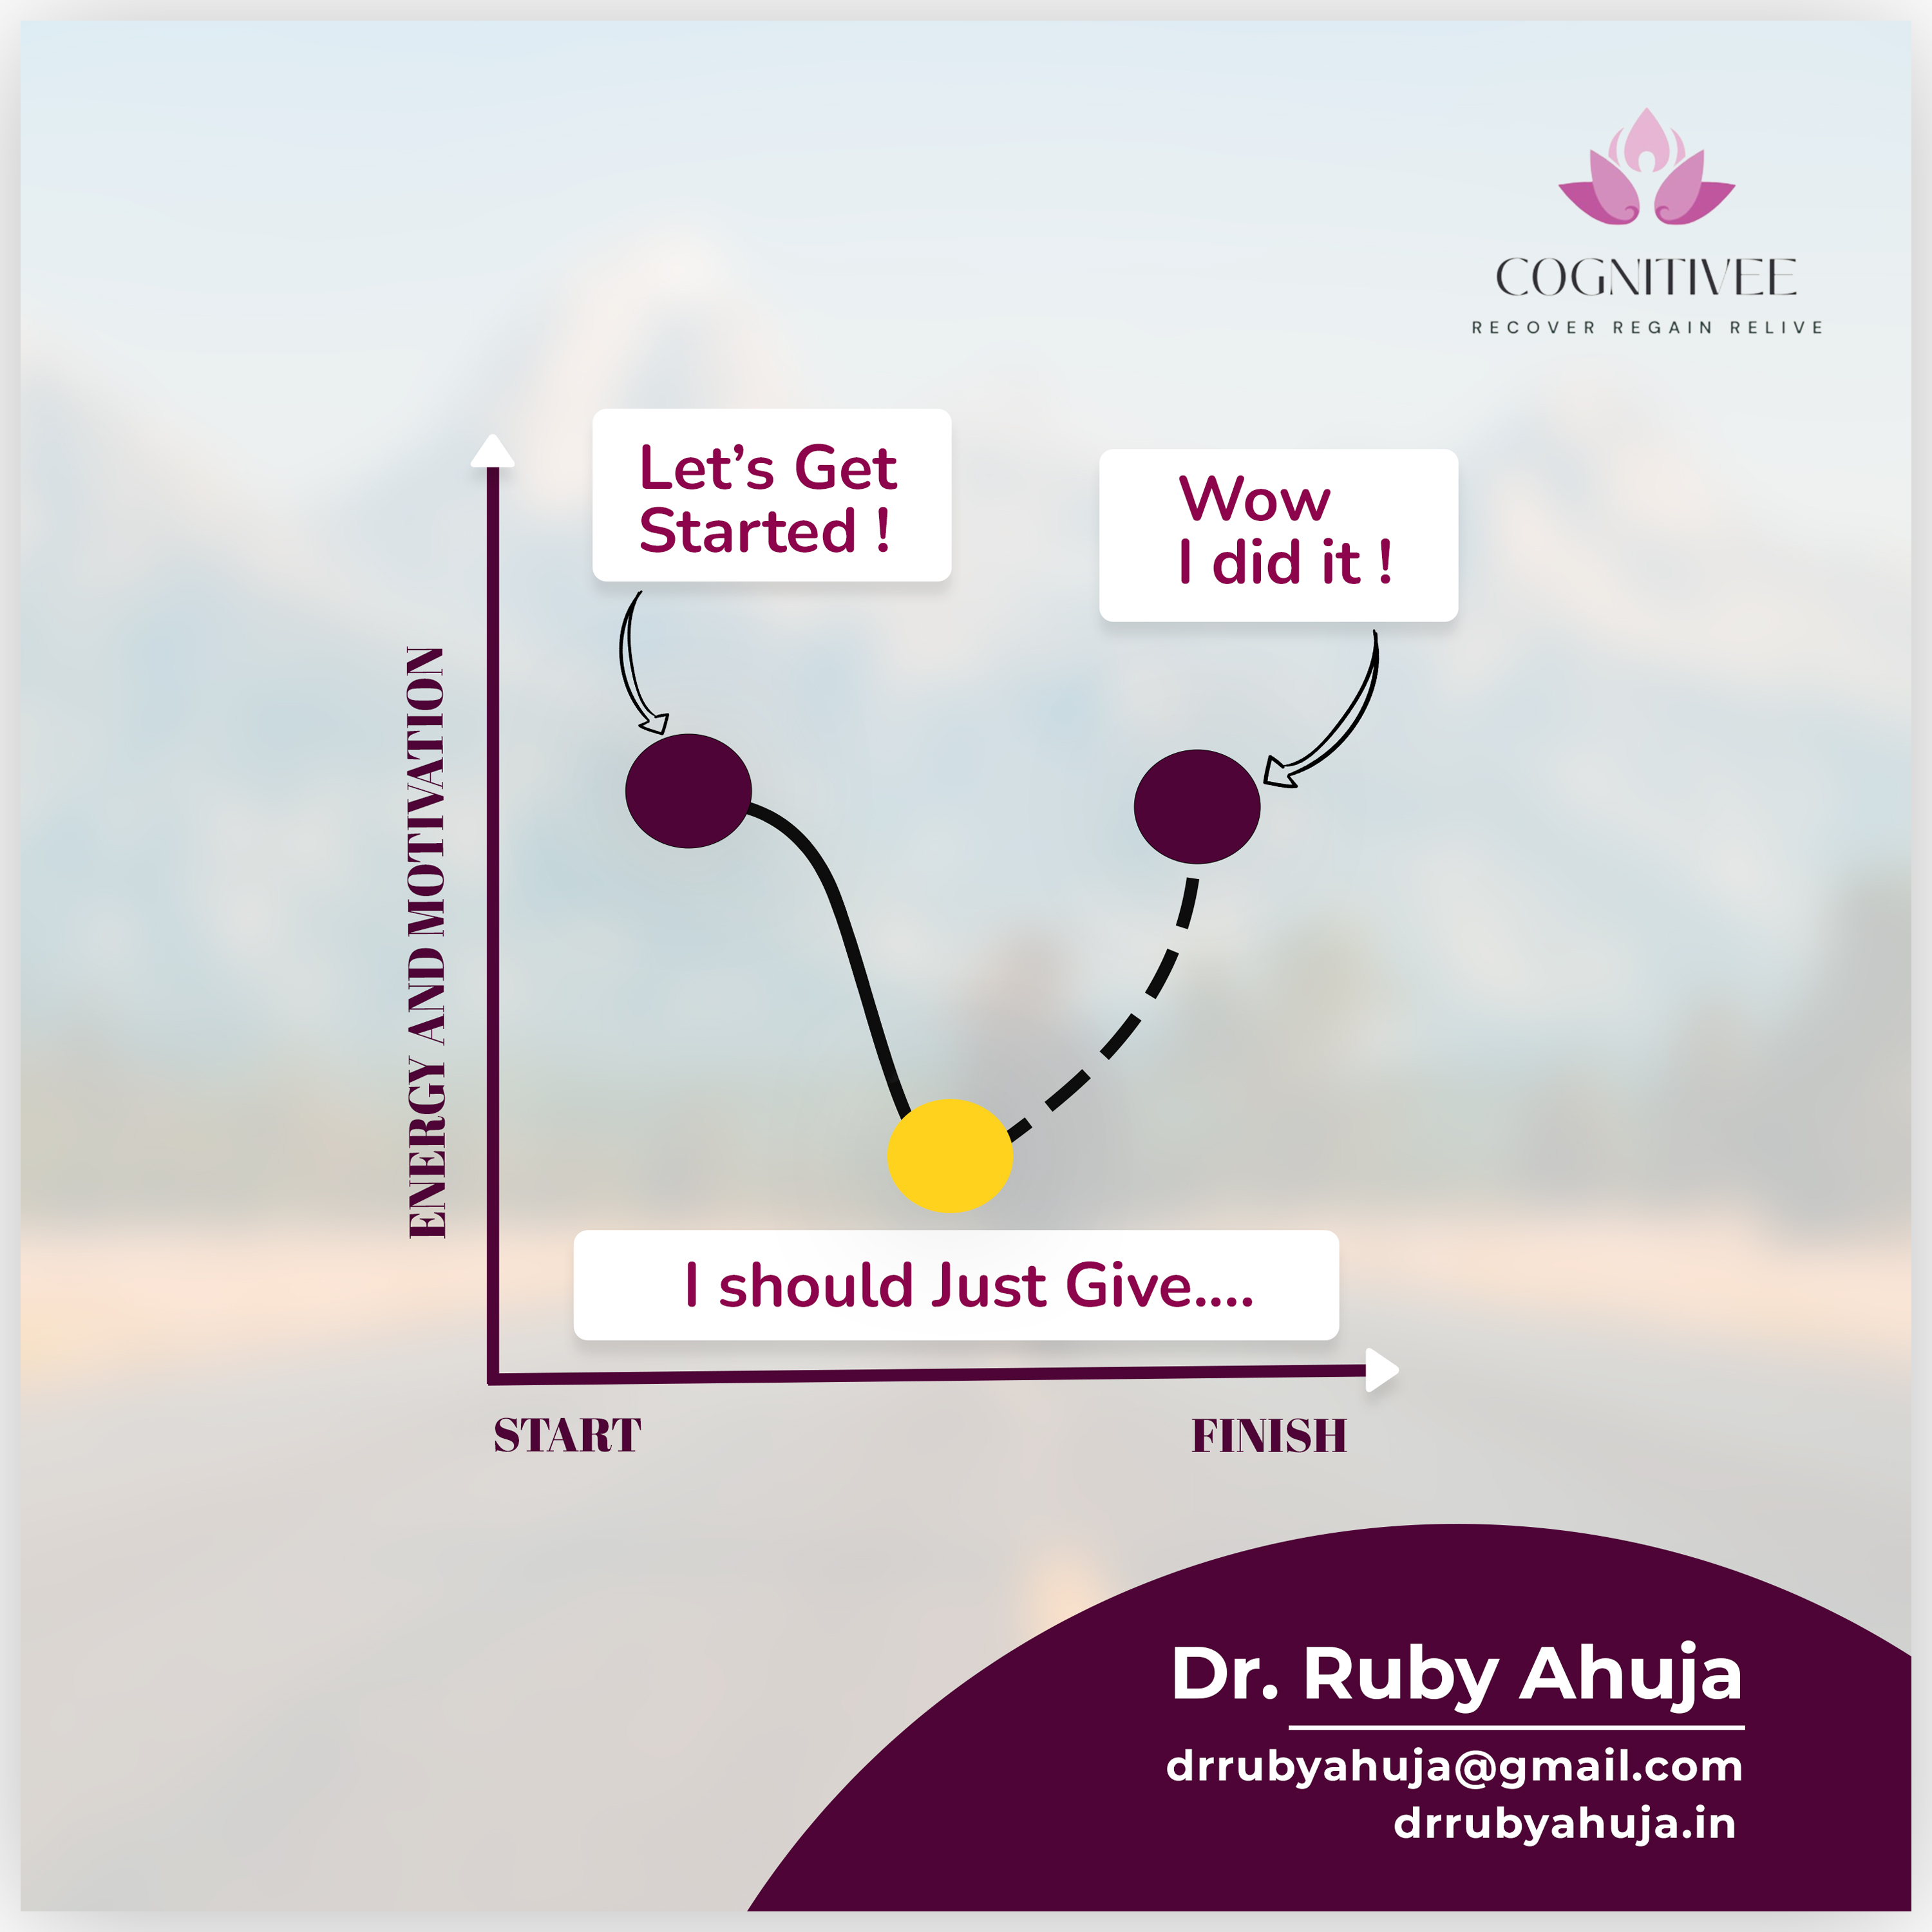 COGNITIVEE
RECOVER REGAIN RELIVE
Let’s Get
Started !
Wow
I did it !
ENERGY AND MOTIVATION
I should Just Give....
START
FINISH
Dr. Ruby Ahuja
drrubyahuja@gmail.com
drrubyahuja.in